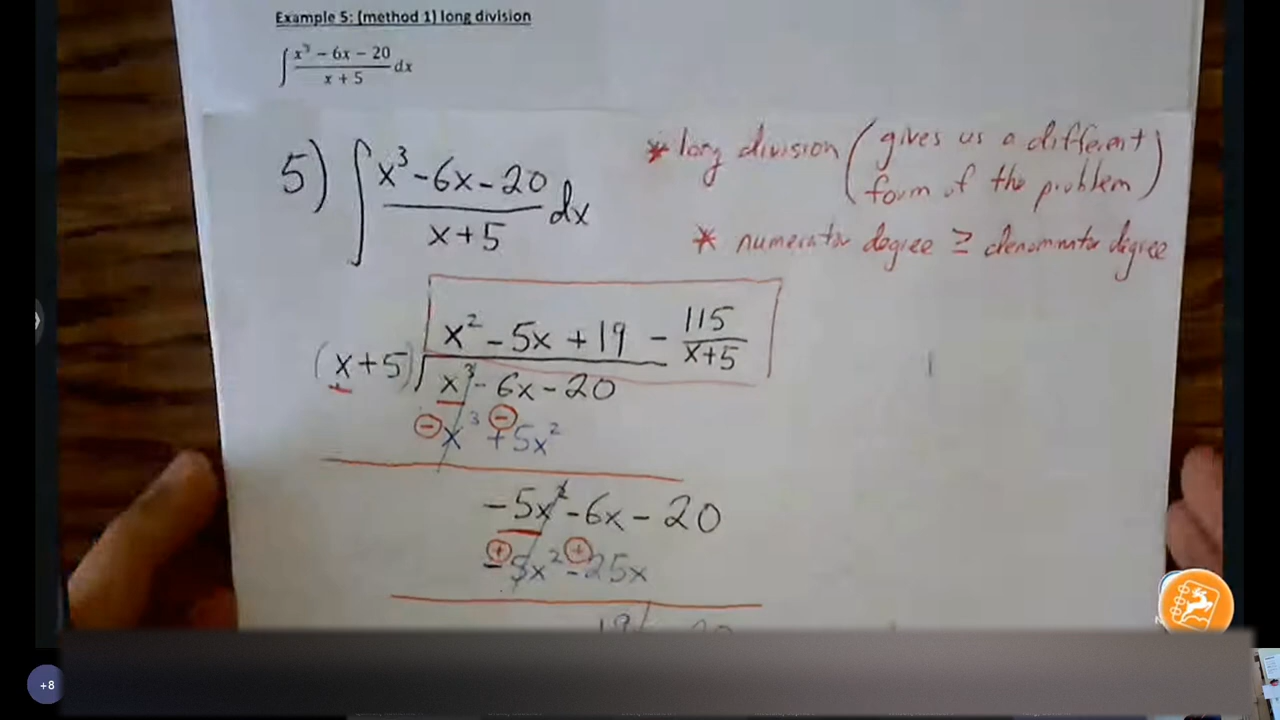 Example 5: (method 1) long division
∫ x³ − 6x − 20 / x + 5 dx
5) ∫ x³ - 6x - 20 / x+5 dx
* long division (gives us a different
form of the problem)
* numerator degree ≥ denominator degree
x² - 5x + 19 - 115 / x+5
(x+5) x³ - 6x - 20
- x³ - + 5x²
- 5x² - 6x - 20
+ - 5x² + - 25x
+8